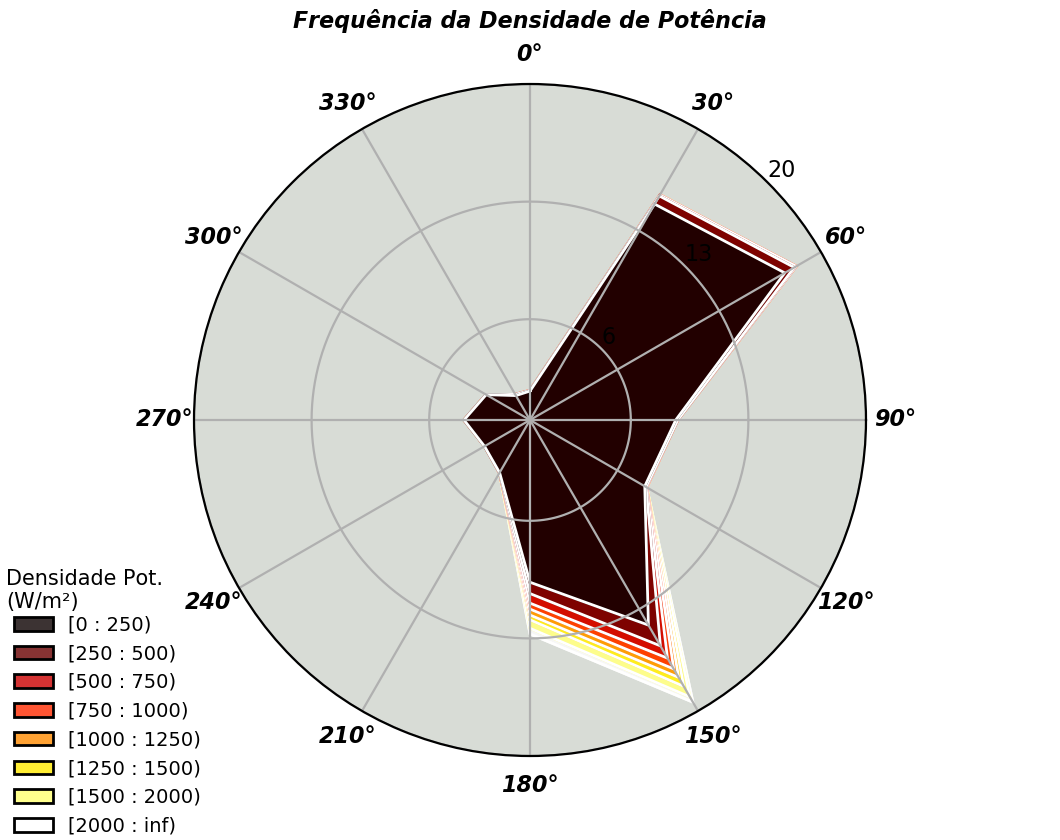 Frequência da Densidade de Potência
0°
30°
60°
90°
120°
150°
180°
210°
240°
270°
300°
330°
20
13
6
Densidade Pot.
(W/m²)
[0 : 250)
[250 : 500)
[500 : 750)
[750 : 1000)
[1000 : 1250)
[1250 : 1500)
[1500 : 2000)
[2000 : inf)